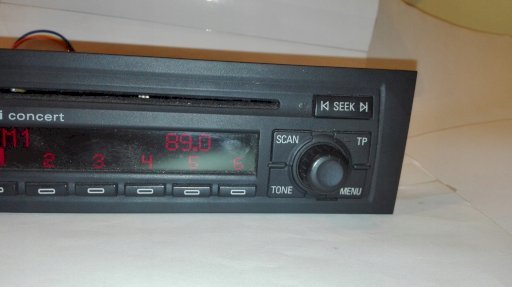 SEEK
i concert
M1 89.0
2 3 4 5 6
SCAN TP
TONE MENU